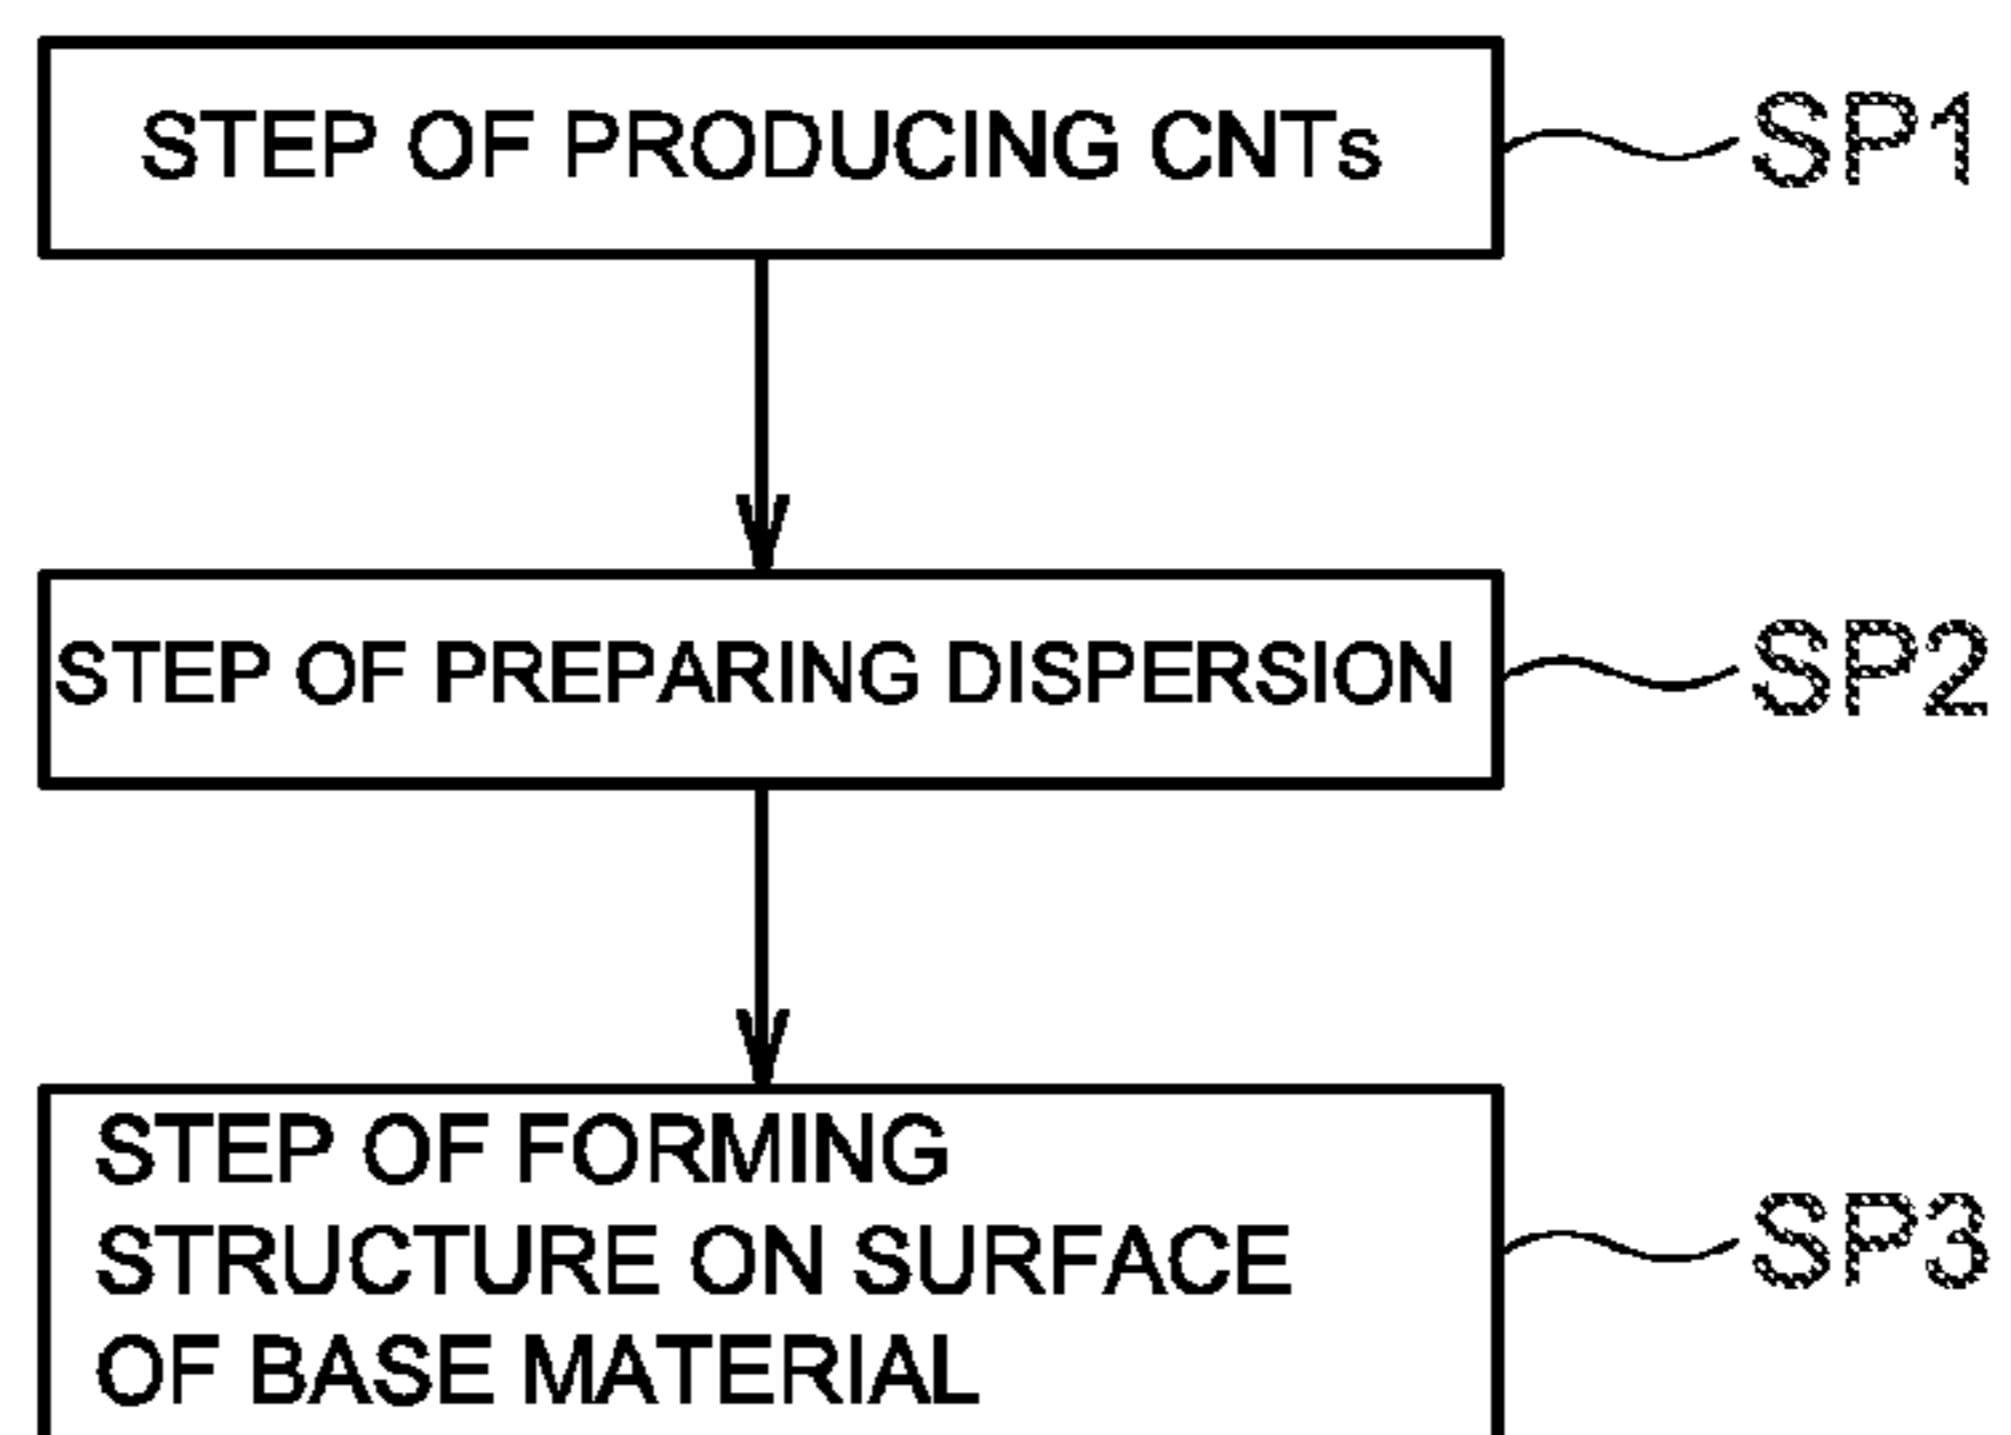 STEP OF PRODUCING CNTs
SP1
STEP OF PREPARING DISPERSION
SP2
STEP OF FORMING
STRUCTURE ON SURFACE
OF BASE MATERIAL
SP3